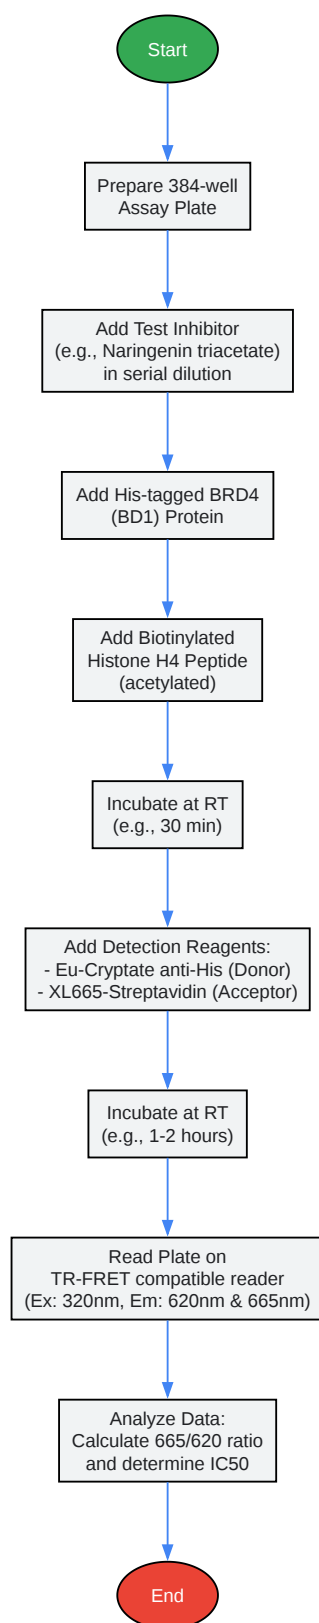 Start
Prepare 384-well
Assay Plate
Add Test Inhibitor
(e.g., Naringenin triacetate)
in serial dilution
Add His-tagged BRD4
(BD1) Protein
Add Biotinylated
Histone H4 Peptide
(acetylated)
Incubate at RT
(e.g., 30 min)
Add Detection Reagents:
- Eu-Cryptate anti-His (Donor)
- XL665-Streptavidin (Acceptor)
Incubate at RT
(e.g., 1-2 hours)
Read Plate on
TR-FRET compatible reader
(Ex: 320nm, Em: 620nm & 665nm)
Analyze Data:
Calculate 665/620 ratio
and determine IC50
End